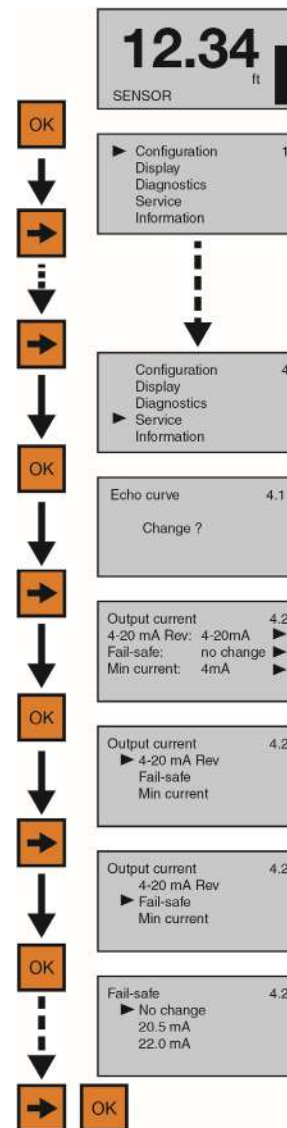 12.34
ft
SENSOR
OK
Configuration 1
Display
Diagnostics
Service
Information
Configuration 4
Display
Diagnostics
Service
Information
OK
Echo curve 4.1
Change ?
Output current 4.2
4-20 mA Rev: 4-20mA
Fail-safe: no change
Min current: 4mA
OK
Output current 4.2
4-20 mA Rev
Fail-safe
Min current
Output current 4.2
4-20 mA Rev
Fail-safe
Min current
OK
Fail-safe 4.2
No change
20.5 mA
22.0 mA
OK